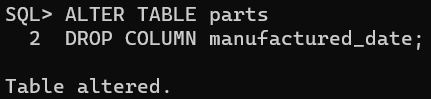 SQL> ALTER TABLE parts
  2  DROP COLUMN manufactured_date;
Table altered.